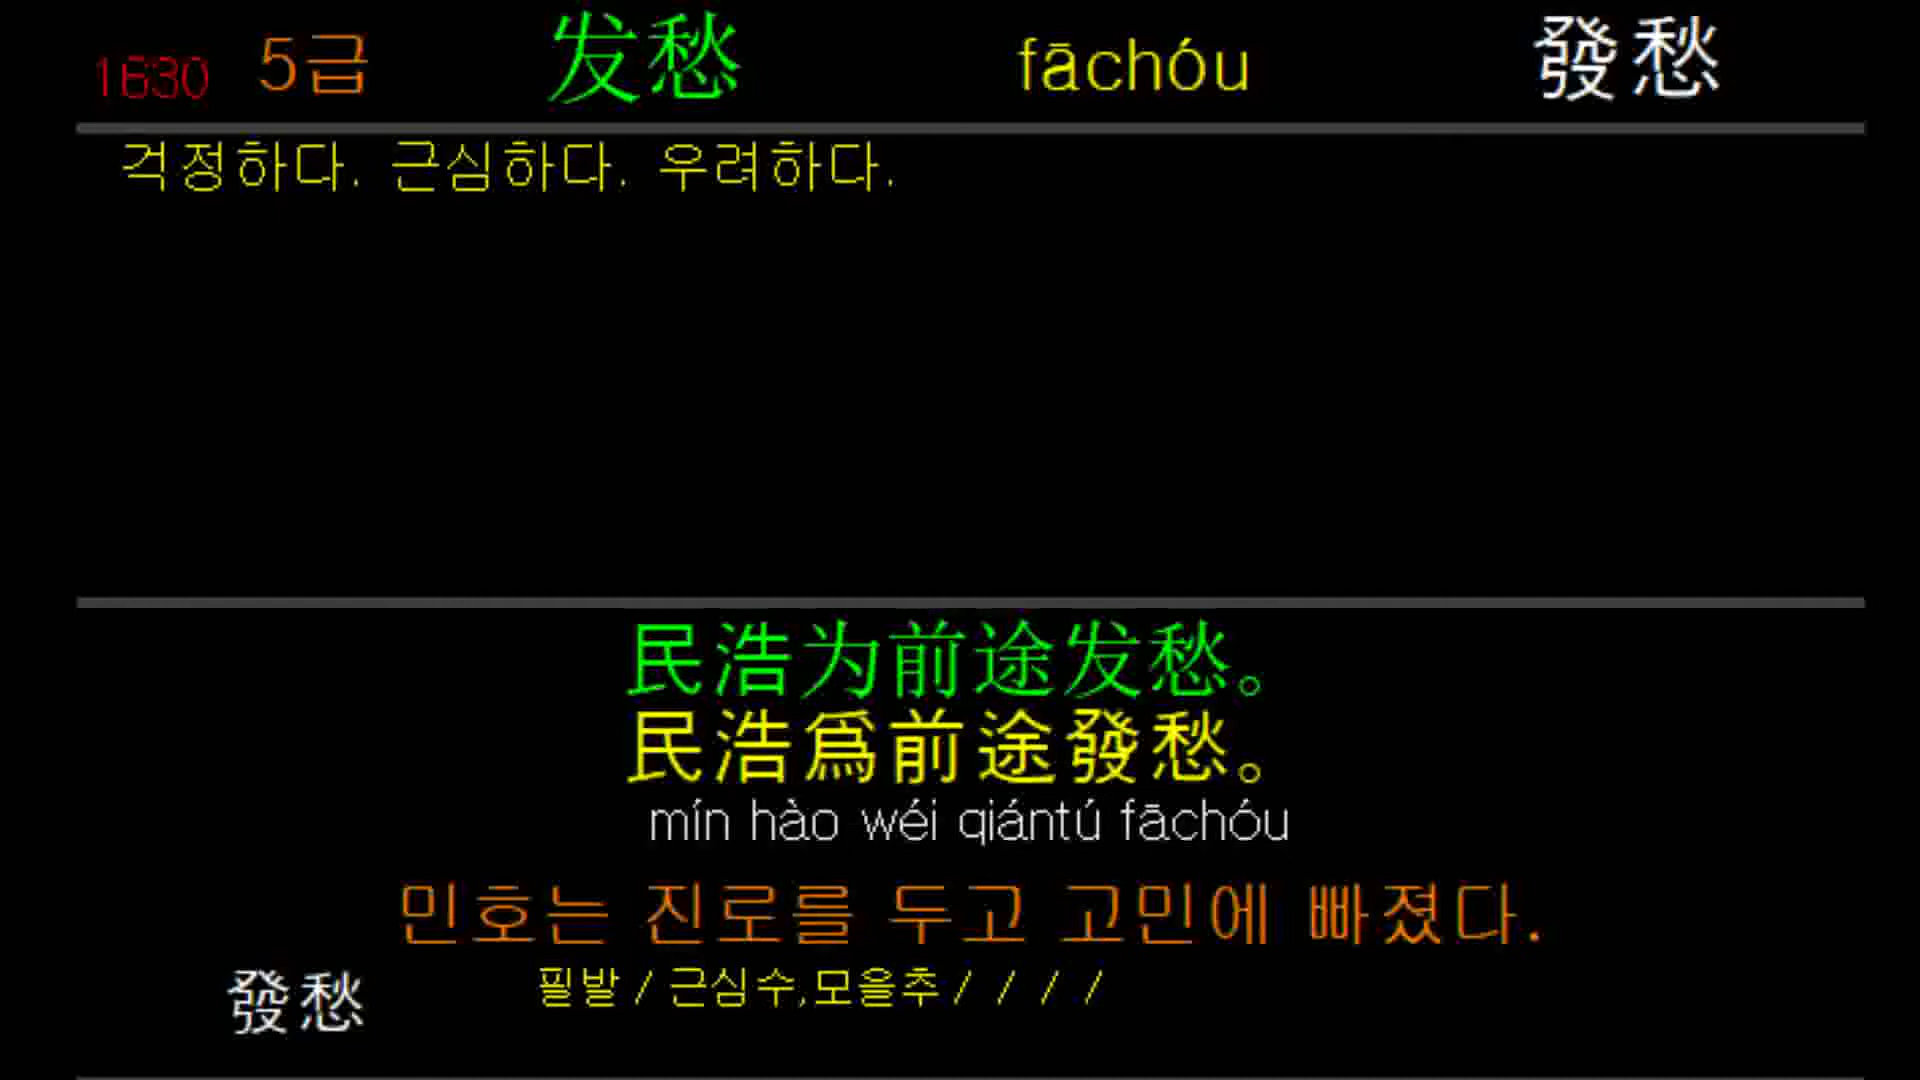 1630 5급 发愁 fāchóu 發愁
걱정하다. 근심하다. 우려하다.
民浩为前途发愁。
民浩爲前途發愁。
mín hào wéi qiántú fāchóu
민호는 진로를 두고 고민에 빠졌다.
發愁 필발 / 근심수,모을추 / / / /